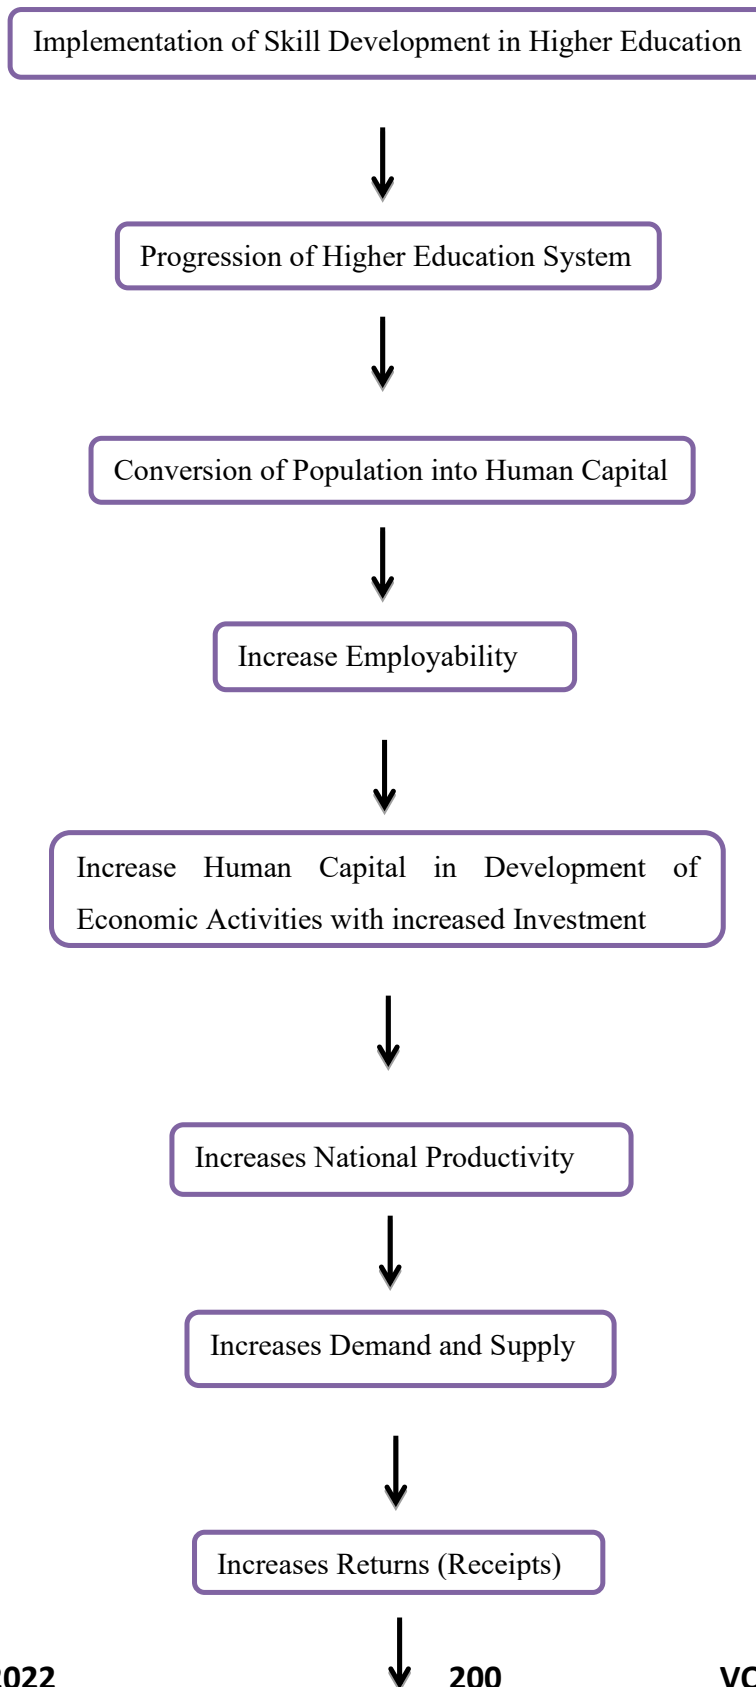 Implementation of Skill Development in Higher Education
Progression of Higher Education System
Conversion of Population into Human Capital
Increase Employability
Increase Human Capital in Development of
Economic Activities with increased Investment
Increases National Productivity
Increases Demand and Supply
Increases Returns (Receipts)
2022 200 VO